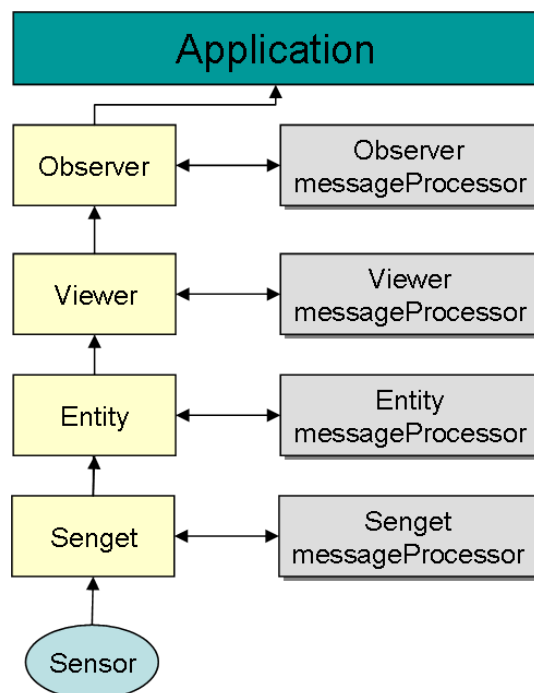 Application
Observer
Observer
messageProcessor
Viewer
Viewer
messageProcessor
Entity
Entity
messageProcessor
Senget
Senget
messageProcessor
Sensor